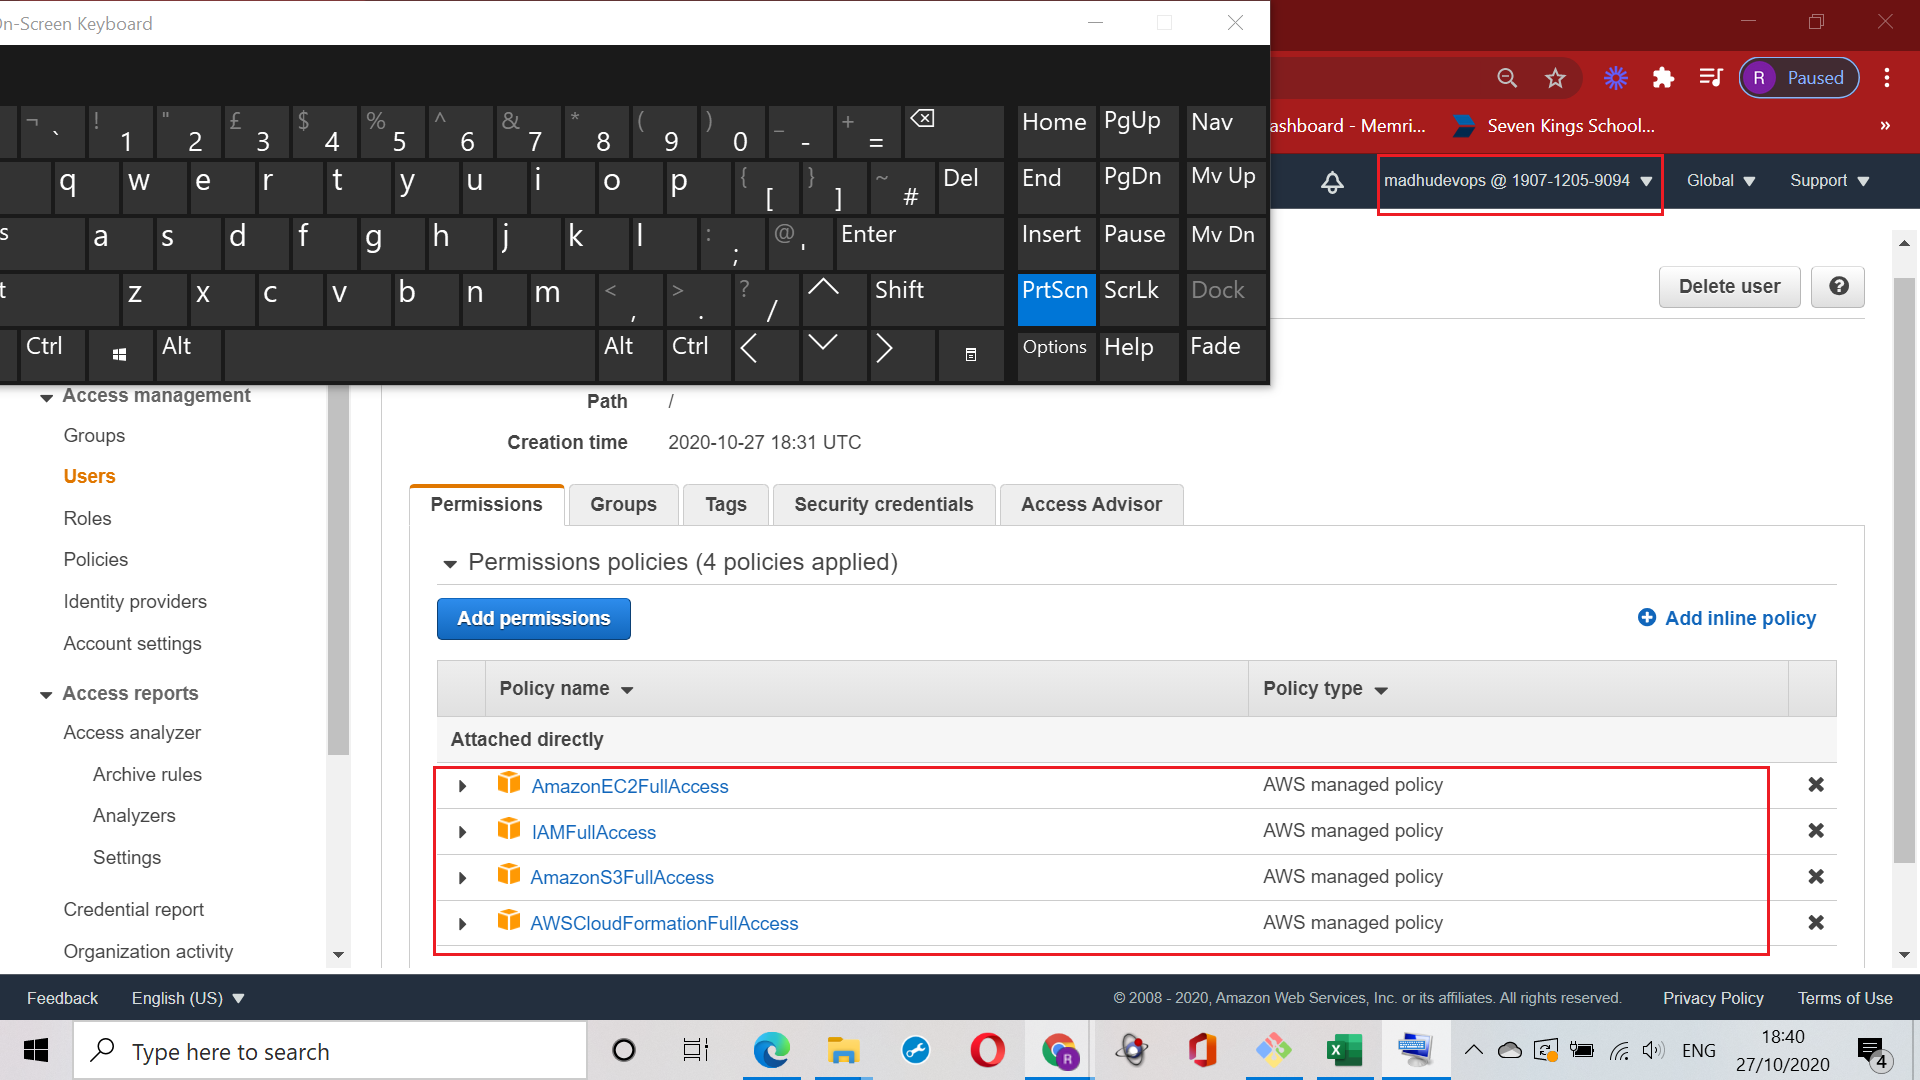 On-Screen Keyboard
¬ ` ! 1 " 2 £ 3 $ 4 % 5 ^ 6 & 7 * 8 ( 9 ) 0 _ - + = Home PgUp Nav
q w e r t y u i o p { [ } ] ~ # Del End PgDn Mv Up
s a s d f g h j k l : ; @ ' Enter Insert Pause Mv Dn
t z x c v b n m < , > . ? / Shift PrtScn ScrLk Dock
Ctrl Alt Alt Ctrl Options Help Fade
R Paused
ashboard - Memri... Seven Kings School... »
madhudevops @ 1907-1205-9094 Global Support
Delete user ?
Access management
Groups
Users
Roles
Policies
Identity providers
Account settings
Access reports
Access analyzer
Archive rules
Analyzers
Settings
Credential report
Organization activity
Path /
Creation time 2020-10-27 18:31 UTC
Permissions Groups Tags Security credentials Access Advisor
Permissions policies (4 policies applied)
Add permissions Add inline policy
Policy name Policy type
Attached directly
AmazonEC2FullAccess AWS managed policy
IAMFullAccess AWS managed policy
AmazonS3FullAccess AWS managed policy
AWSCloudFormationFullAccess AWS managed policy
Feedback English (US) © 2008 - 2020, Amazon Web Services, Inc. or its affiliates. All rights reserved. Privacy Policy Terms of Use
Type here to search R ENG 18:40
27/10/2020 4